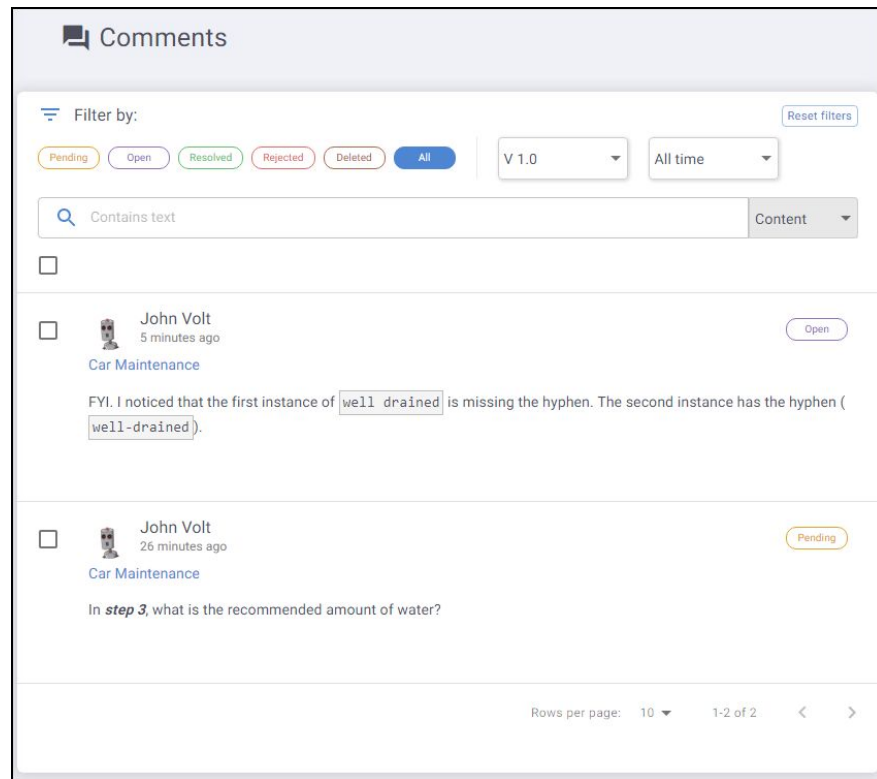 Comments
Filter by:
Reset filters
Pending Open Resolved Rejected Deleted All V 1.0 All time
Contains text Content
John Volt
5 minutes ago
Open
Car Maintenance
FYI. I noticed that the first instance of well drained is missing the hyphen. The second instance has the hyphen (
well-drained ).
John Volt
26 minutes ago
Pending
Car Maintenance
In step 3, what is the recommended amount of water?
Rows per page: 10 1-2 of 2